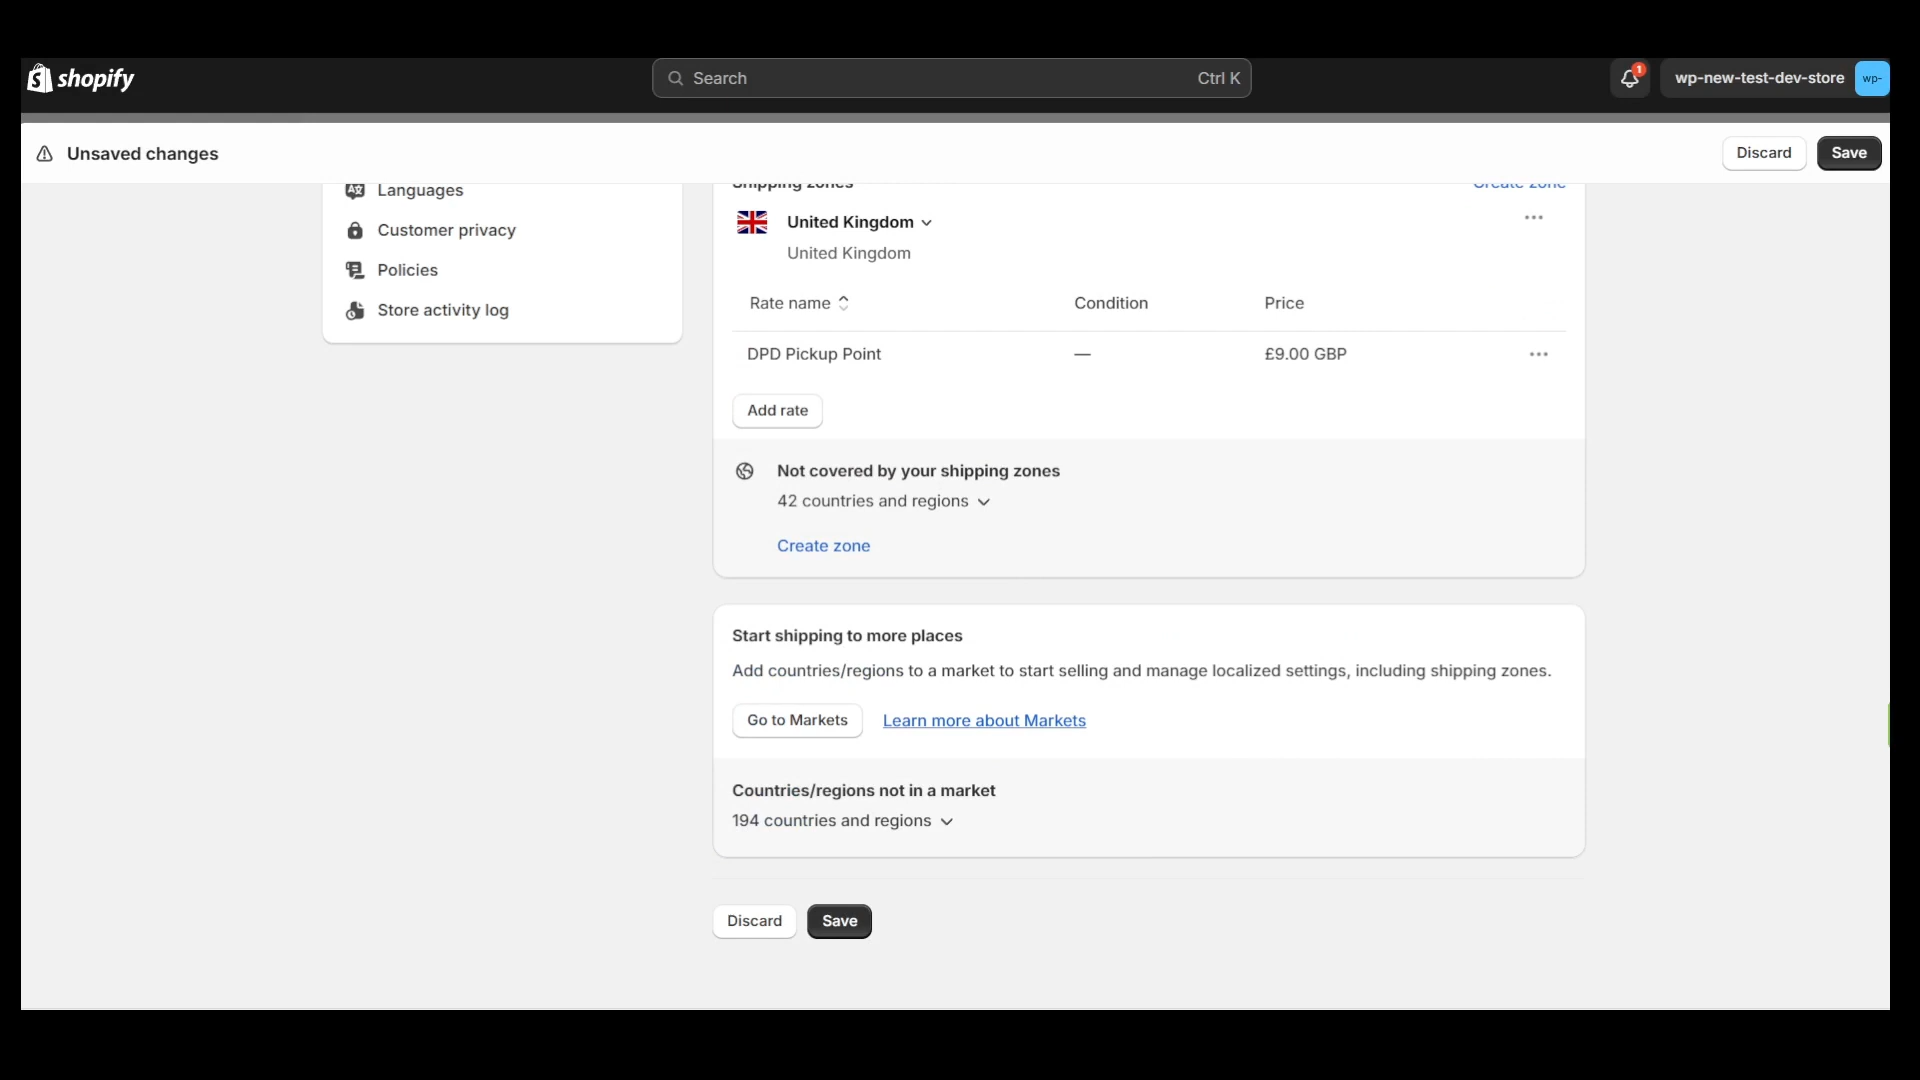 shopify
Search
Ctrl K
1
wp-new-test-dev-store
wp-
Unsaved changes
Discard
Save
Languages
Customer privacy
Policies
Store activity log
Shipping zones
Create zone
United Kingdom
United Kingdom
Rate name
Condition
Price
DPD Pickup Point
—
£9.00 GBP
Add rate
Not covered by your shipping zones
42 countries and regions
Create zone
Start shipping to more places
Add countries/regions to a market to start selling and manage localized settings, including shipping zones.
Go to Markets
Learn more about Markets
Countries/regions not in a market
194 countries and regions
Discard
Save